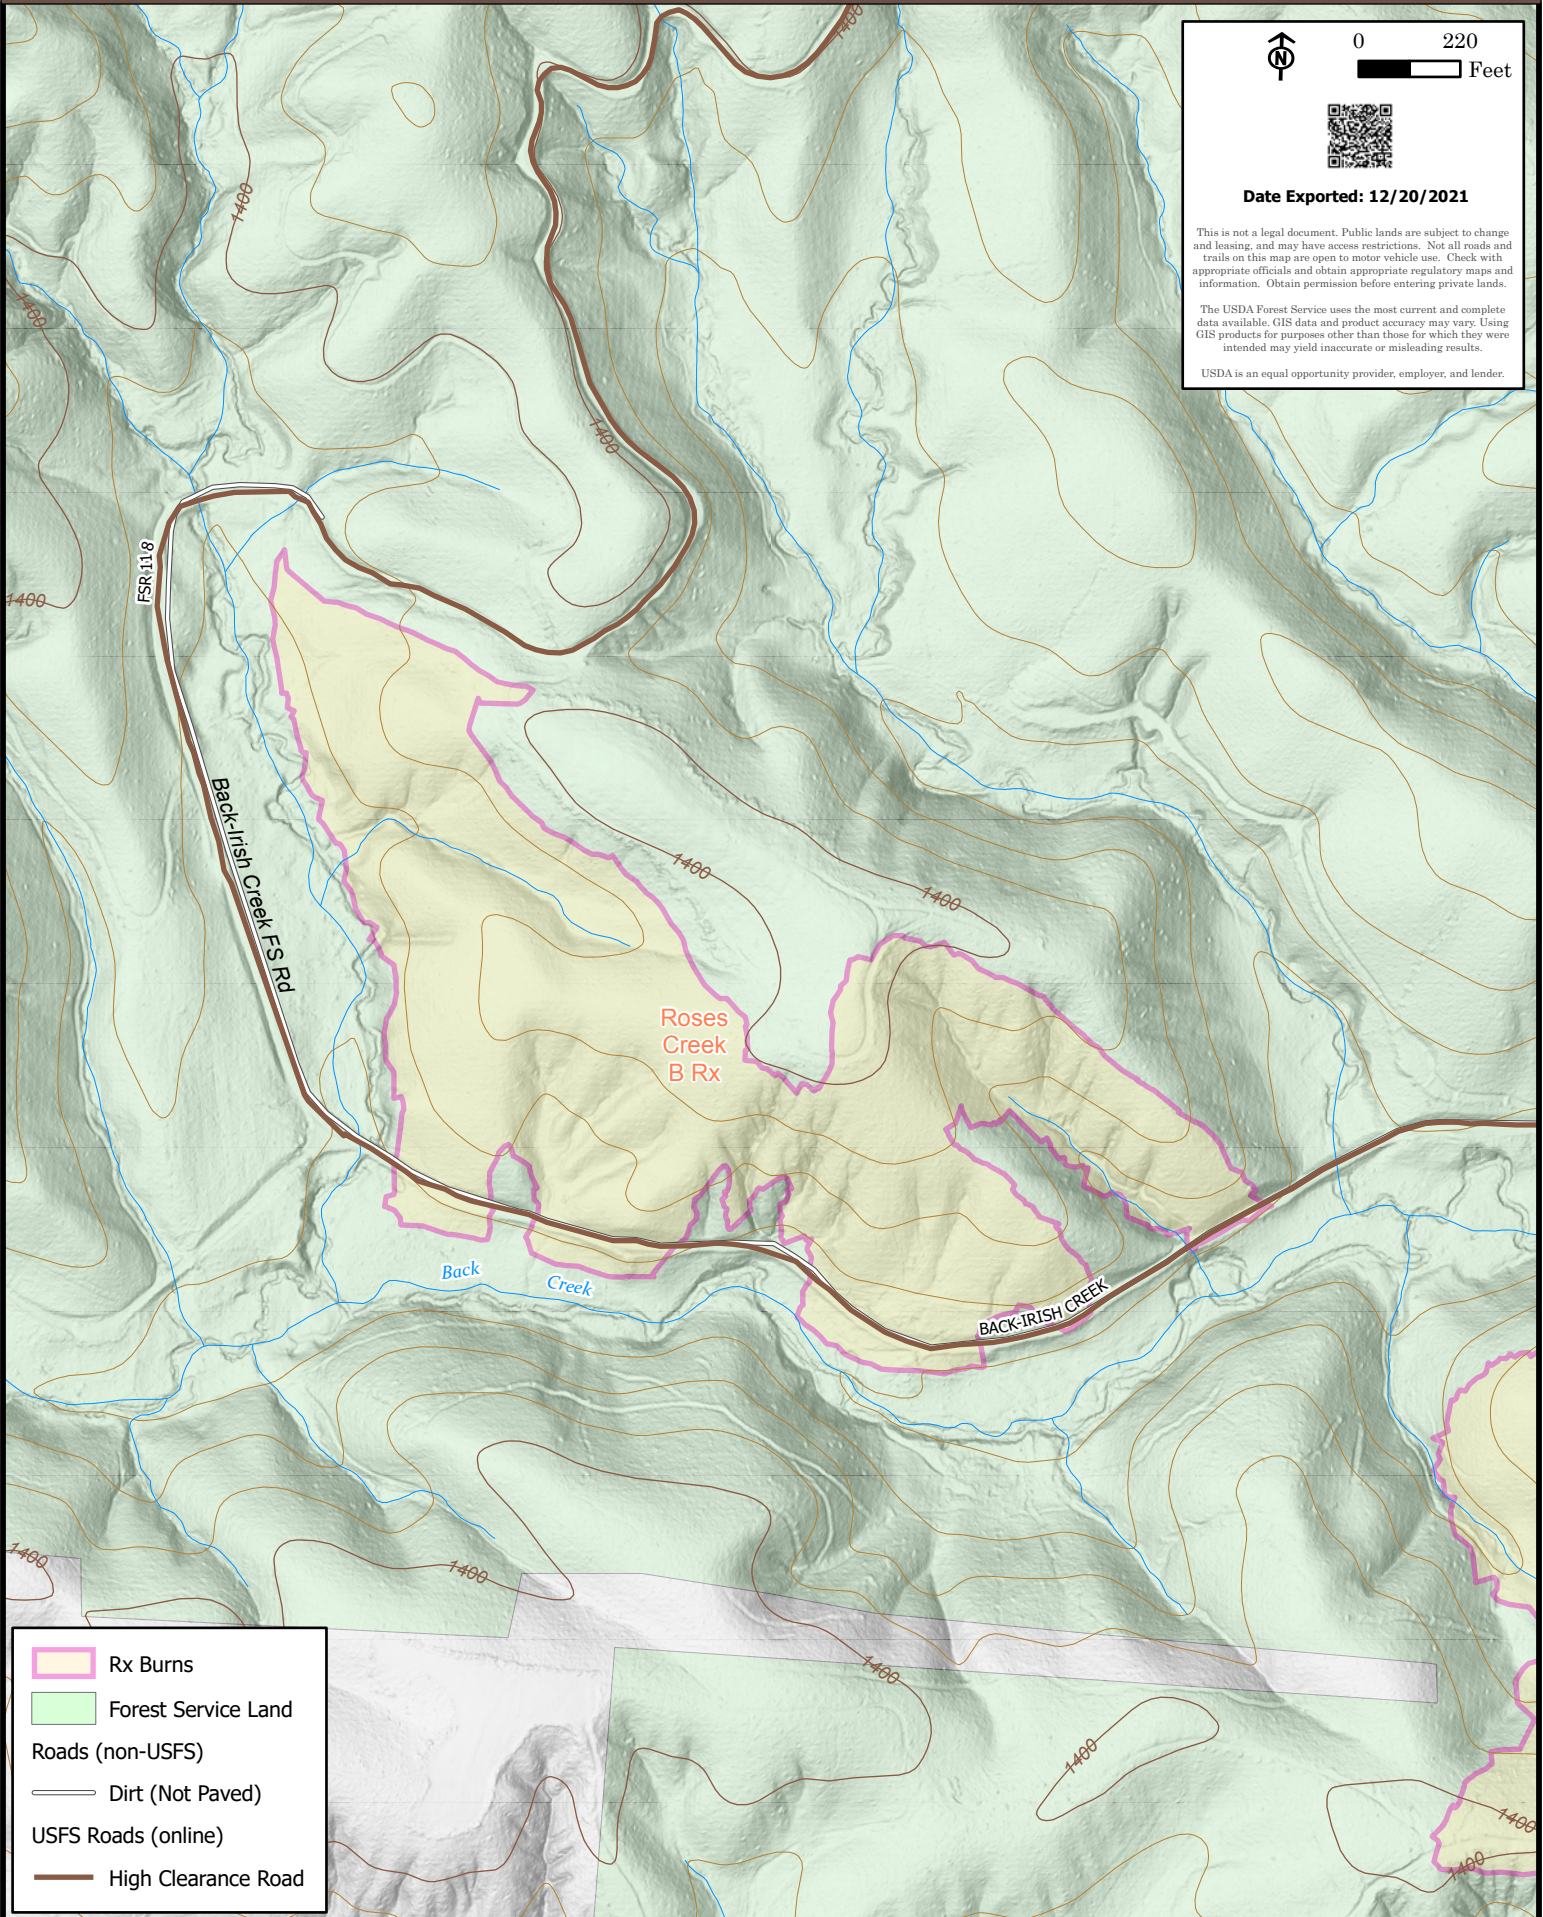 1400
N
0 220
Feet
Date Exported: 12/20/2021
This is not a legal document. Public lands are subject to change
and leasing, and may have access restrictions. Not all roads and
trails on this map are open to motor vehicle use. Check with
appropriate officials and obtain appropriate regulatory maps and
information. Obtain permission before entering private lands.
The USDA Forest Service uses the most current and complete
data available. GIS data and product accuracy may vary. Using
GIS products for purposes other than those for which they were
intended may yield inaccurate or misleading results.
USDA is an equal opportunity provider, employer, and lender.
1400
1400
1400
FSR 118
1400
Back-Irish Creek FS Rd
1400
1400
Roses
Creek
B Rx
Back
Creek
BACK-IRISH CREEK
1400
1400
1400
1400
1400
1400
Rx Burns
Forest Service Land
Roads (non-USFS)
Dirt (Not Paved)
USFS Roads (online)
High Clearance Road